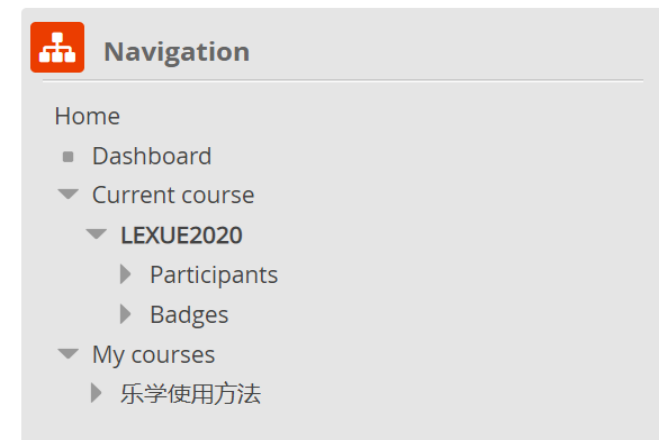 Navigation
Home
Dashboard
Current course
LEXUE2020
Participants
Badges
My courses
乐学使用方法